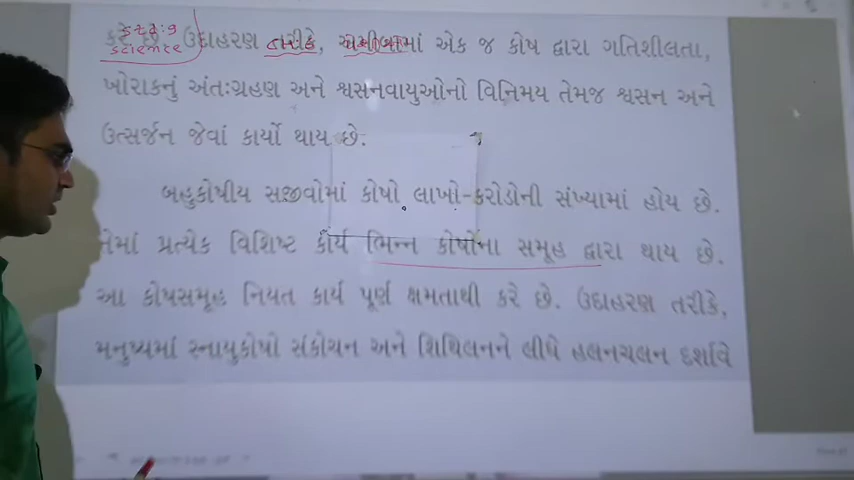 કરે છે. ઉદાહરણ તરીકે, અમીબામાં એક જ કોષ દ્વારા ગતિશીલતા,
science
ખોરાકનું અંતઃગ્રહણ અને શ્વસનવાયુઓનો વિનિમય તેમજ શ્વસન અને
ઉત્સર્જન જેવાં કાર્યો થાય છે.
બહુકોષીય સજીવોમાં કોષો લાખો-કરોડોની સંખ્યામાં હોય છે.
તેમાં પ્રત્યેક વિશિષ્ટ કાર્ય ભિન્ન કોષોના સમૂહ દ્વારા થાય છે.
આ કોષસમૂહ નિયત કાર્ય પૂર્ણ ક્ષમતાથી કરે છે. ઉદાહરણ તરીકે,
મનુષ્યમાં સ્નાયુકોષો સંકોચન અને શિથિલનને લીધે હલનચલન દર્શાવે